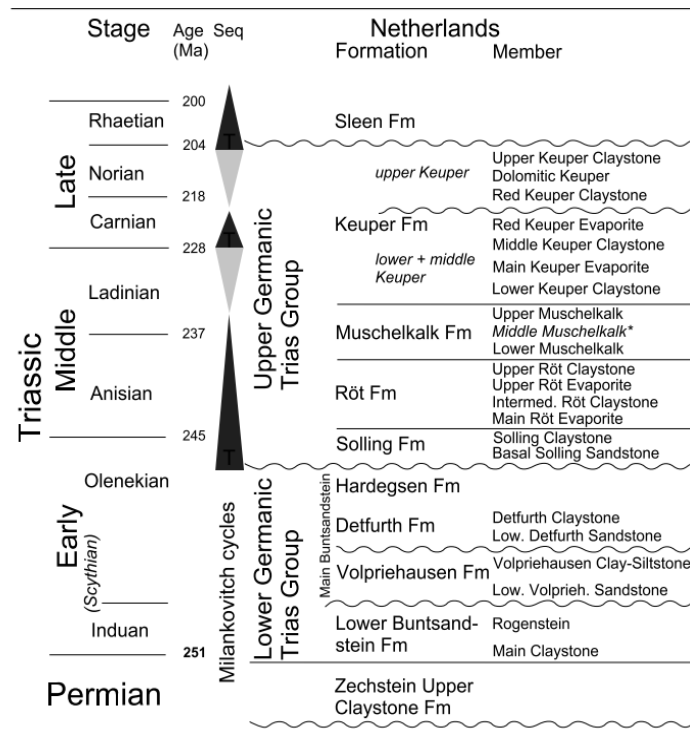 Stage Age Seq Netherlands
(Ma) Formation Member
200
Rhaetian T Sleen Fm
204
Late
Norian
upper Keuper
Upper Keuper Claystone
Dolomitic Keuper
218
Red Keuper Claystone
Carnian T
Keuper Fm
Red Keuper Evaporite
Middle Keuper Claystone
228
lower + middle
Keuper
Main Keuper Evaporite
Lower Keuper Claystone
Triassic
Middle
Ladinian
Upper Germanic
Trias Group
237
Muschelkalk Fm
Upper Muschelkalk
Middle Muschelkalk*
Lower Muschelkalk
Anisian
Röt Fm
Upper Röt Claystone
Upper Röt Evaporite
Intermed. Röt Claystone
Main Röt Evaporite
245
T
Solling Fm
Solling Claystone
Basal Solling Sandstone
Olenekian
Early
(Scythian)
Milankovitch cycles
Lower Germanic
Trias Group
Main Buntsandstein
Hardegsen Fm
Detfurth Fm
Detfurth Claystone
Low. Detfurth Sandstone
Volpriehausen Fm
Volpriehausen Clay-Siltstone
Low. Volprieh. Sandstone
Induan
Lower Buntsand-
stein Fm
Rogenstein
Main Claystone
251
Permian
Zechstein Upper
Claystone Fm